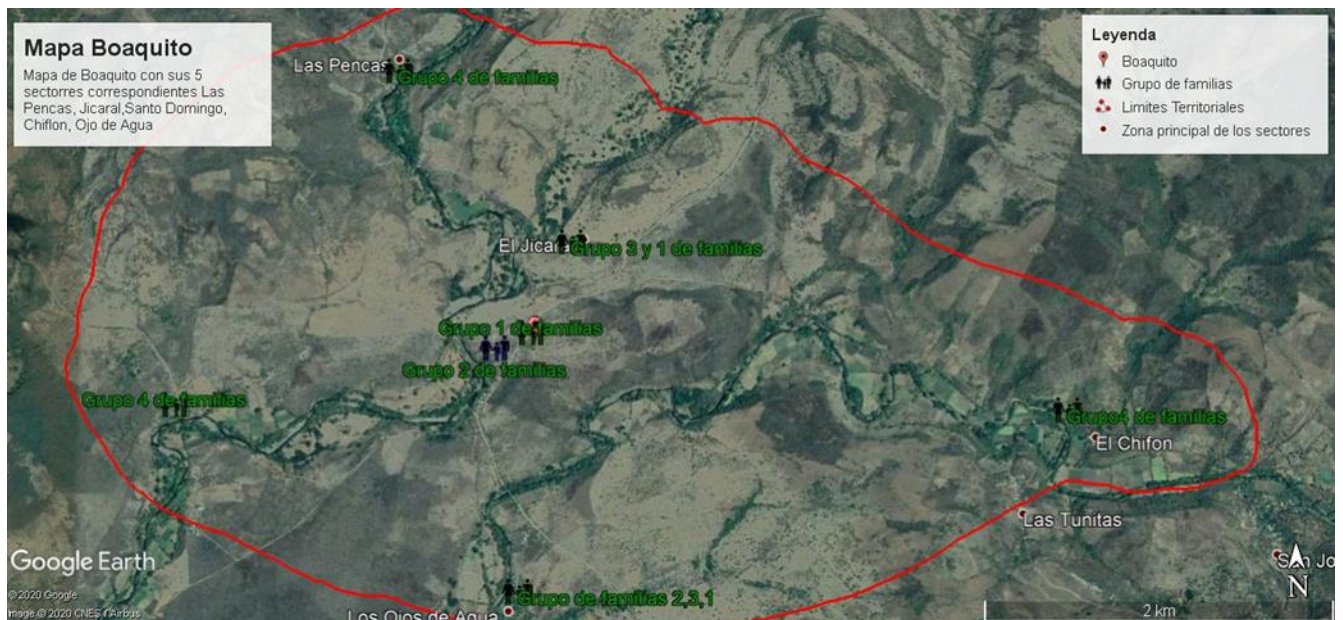 Mapa Boaquito
Mapa de Boaquito con sus 5
sectorres correspondientes Las
Pencas, Jicaral,Santo Domingo,
Chiflon, Ojo de Agua
Leyenda
Boaquito
Grupo de familias
Limites Territoriales
Zona principal de los sectores
Las Pencas
Grupo 4 de familias
El Jicara
Grupo 3 y 1 de familias
Grupo 1 de familias
Grupo 2 de familias
Grupo 4 de familias
Grupo4 de familias
El Chifon
Las Tunitas
San Jo
Google Earth
© 2020 Google
Image © 2020 CNES / Airbus
Los Ojos de Agua
Grupo de familias 2,3,1
N
2 km